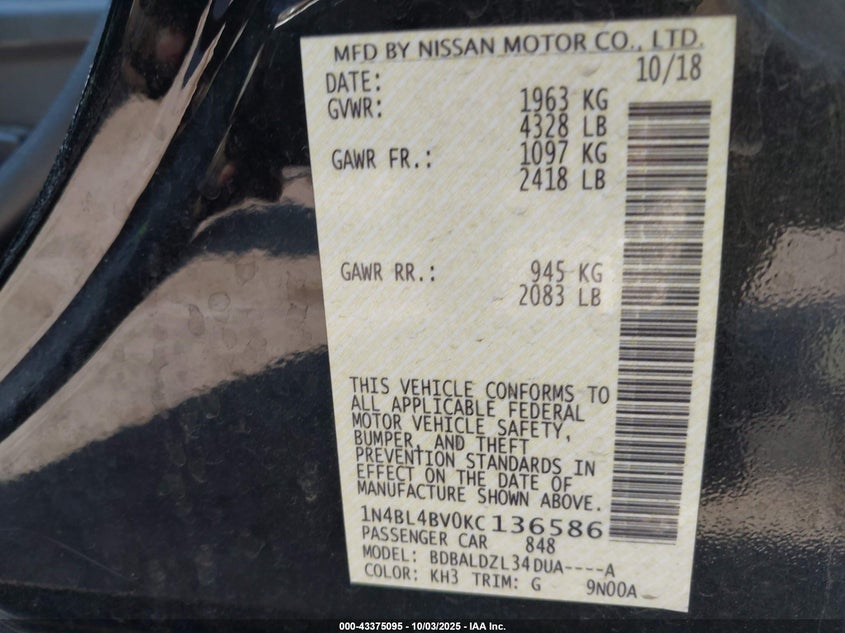 MFD BY NISSAN MOTOR CO., LTD.
DATE: 10/18
GVWR: 1963 KG
4328 LB
GAWR FR.: 1097 KG
2418 LB
GAWR RR.: 945 KG
2083 LB
THIS VEHICLE CONFORMS TO
ALL APPLICABLE FEDERAL
MOTOR VEHICLE SAFETY,
BUMPER, AND THEFT
PREVENTION STANDARDS IN
EFFECT ON THE DATE OF
MANUFACTURE SHOWN ABOVE.
1N4BL4BV0KC136586
PASSENGER CAR 848
MODEL: BDBALDZL34DUA----A
COLOR: KH3 TRIM: G 9N00A
000-43375095 - 10/03/2025 - IAA Inc.